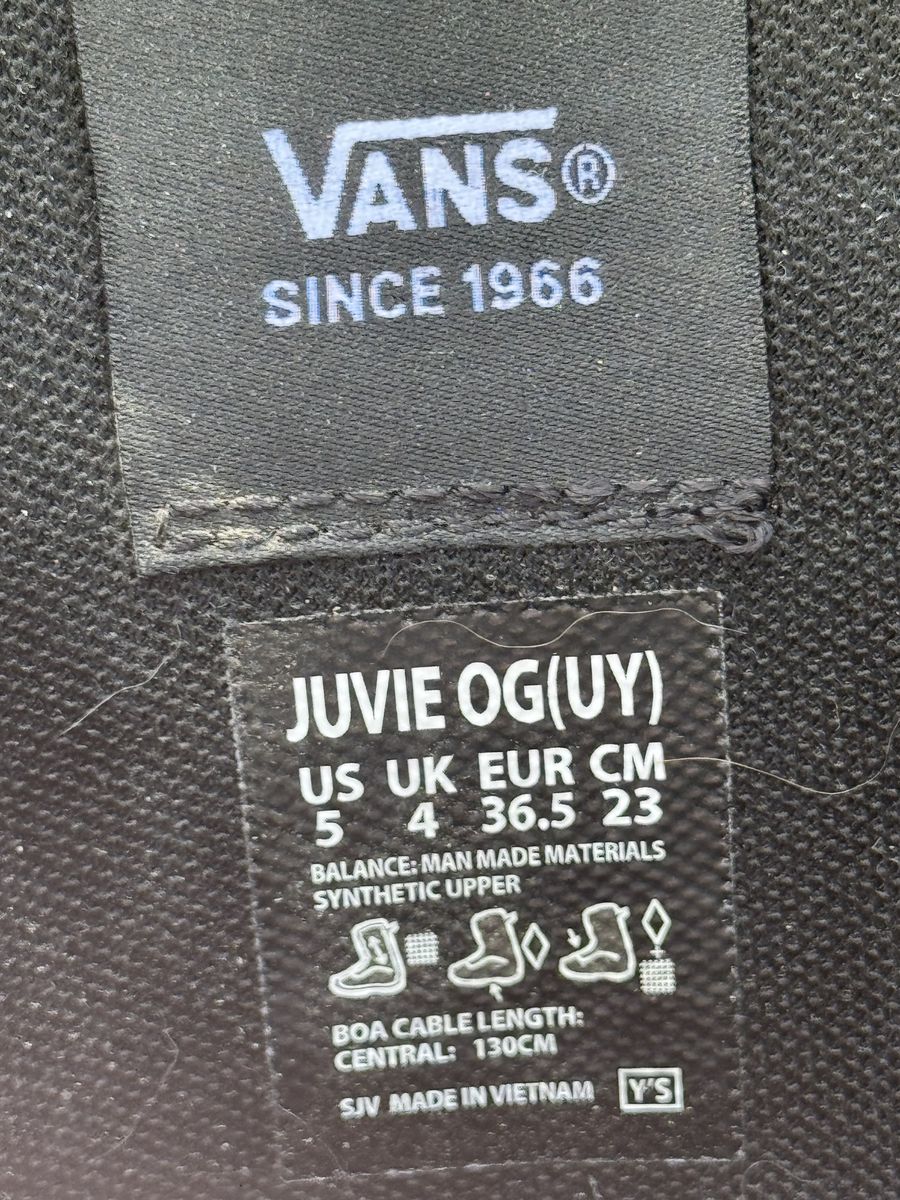 VANS®
SINCE 1966
JUVIE OG(UY)
US UK EUR CM
5 4 36.5 23
BALANCE: MAN MADE MATERIALS
SYNTHETIC UPPER
BOA CABLE LENGTH:
CENTRAL: 130CM
SJV MADE IN VIETNAM Y'S